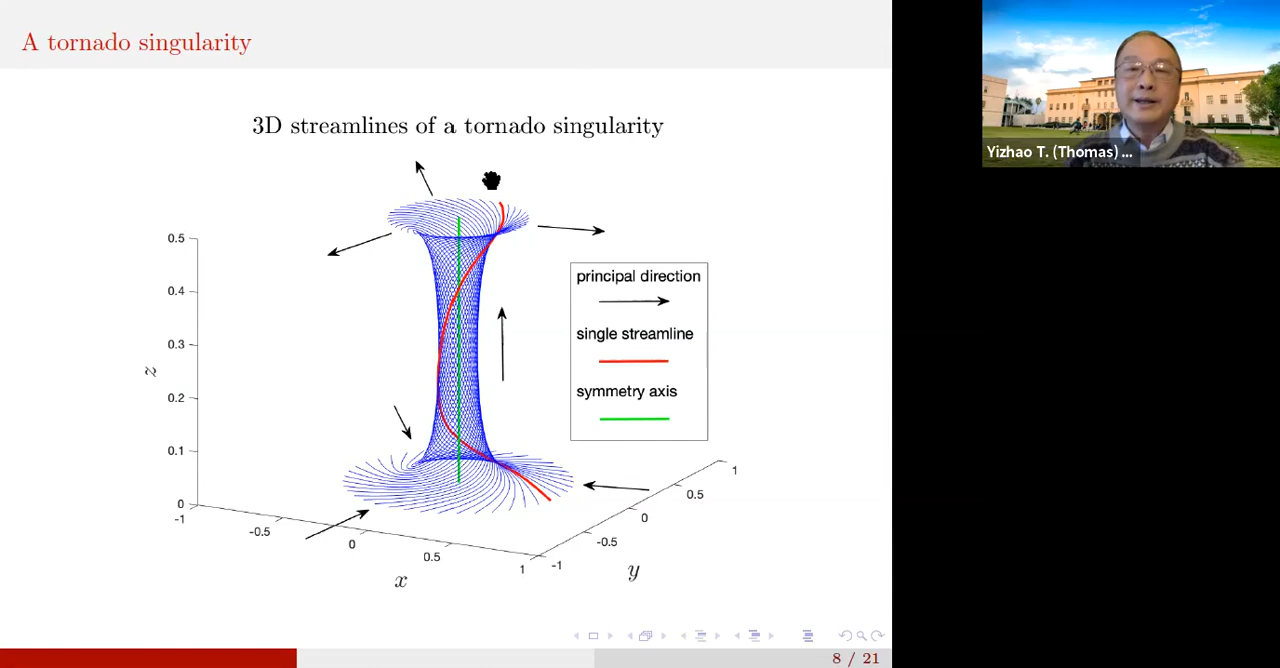 A tornado singularity
Yizhao T. (Thomas) ...
3D streamlines of a tornado singularity
principal direction
single streamline
symmetry axis
0.5
0.4
0.3
0.2
0.1
0
z
-1
-0.5
0
0.5
1
x
-1
-0.5
0
0.5
1
y
8 / 21